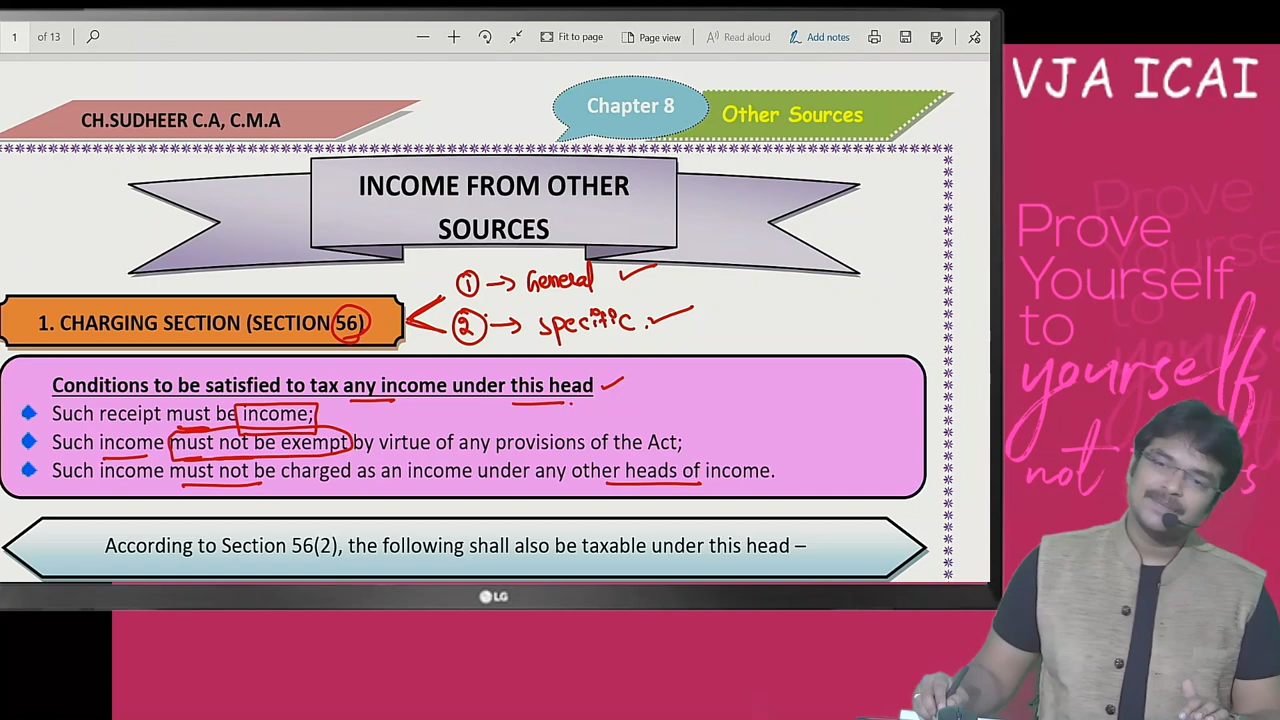 1 of 13 Fit to page Page view Read aloud Add notes
VJA ICAI
CH.SUDHEER C.A, C.M.A
Chapter 8
Other Sources
INCOME FROM OTHER
SOURCES
1 → General
1. CHARGING SECTION (SECTION 56)
2 → Specific
Conditions to be satisfied to tax any income under this head
Such receipt must be income;
Such income must not be exempt by virtue of any provisions of the Act;
Such income must not be charged as an income under any other heads of income.
According to Section 56(2), the following shall also be taxable under this head –
LG
Prove
Yourself
to
yourself
not